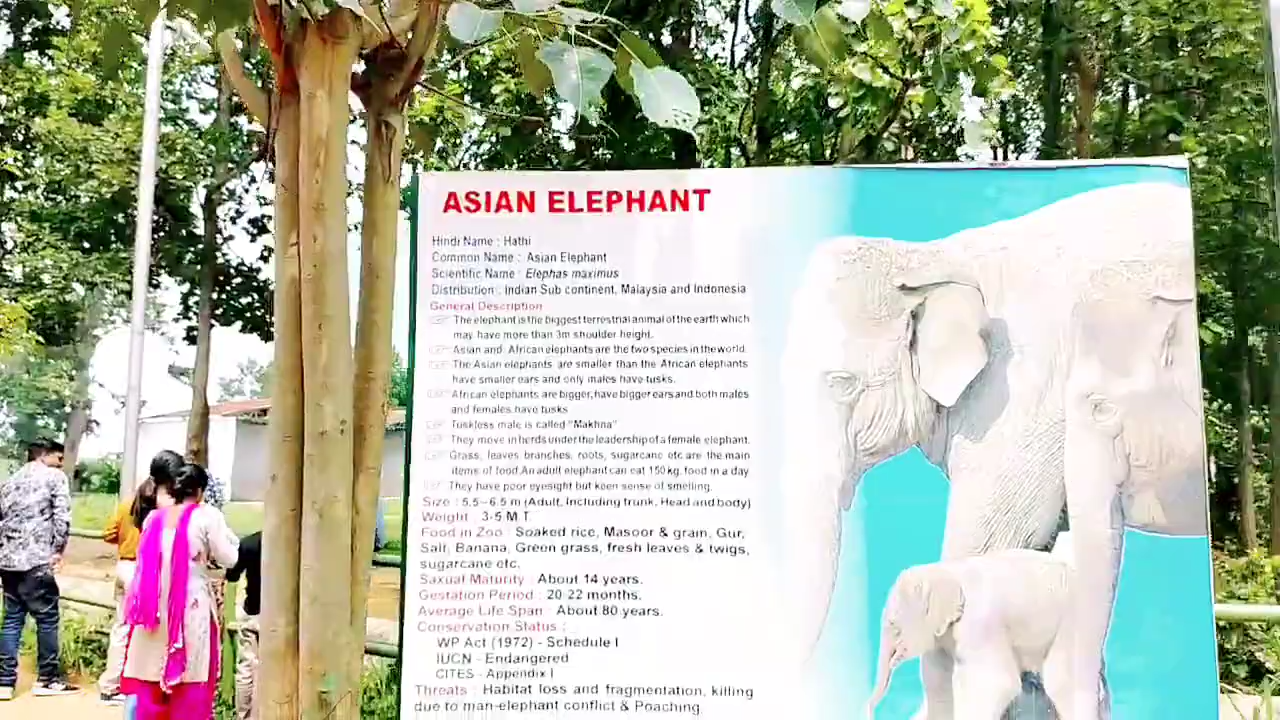 ASIAN ELEPHANT
Hindi Name : Hathi
Common Name : Asian Elephant
Scientific Name : Elephas maximus
Distribution : Indian Sub continent, Malaysia and Indonesia
General Description
The elephant is the biggest terrestrial animal of the earth which
may have more than 3m shoulder height.
Asian and African elephants are the two species in the world.
The Asian elephants are smaller than the African elephants
have smaller ears and only males have tusks.
African elephants are bigger, have bigger ears and both males
and females have tusks
Tuskless male is called "Makhna"
They move in herds under the leadership of a female elephant.
Grass, leaves branches, roots, sugarcane etc are the main
items of food.An adult elephant can eat 150 kg. food in a day
They have poor eyesight but keen sense of smelling.
Size : 5.5–6.5 m (Adult, Including trunk, Head and body)
Weight : 3-5 M.T.
Food in Zoo : Soaked rice, Masoor & grain, Gur,
Salt, Banana, Green grass, fresh leaves & twigs,
sugarcane etc.
Saxual Maturity : About 14 years.
Gestation Period : 20-22 months.
Average Life Span : About 80 years.
Conservation Status :
WP Act (1972) - Schedule I
IUCN - Endangered
CITES - Appendix I
Threats : Habitat loss and fragmentation, killing
due to man-elephant conflict & Poaching.